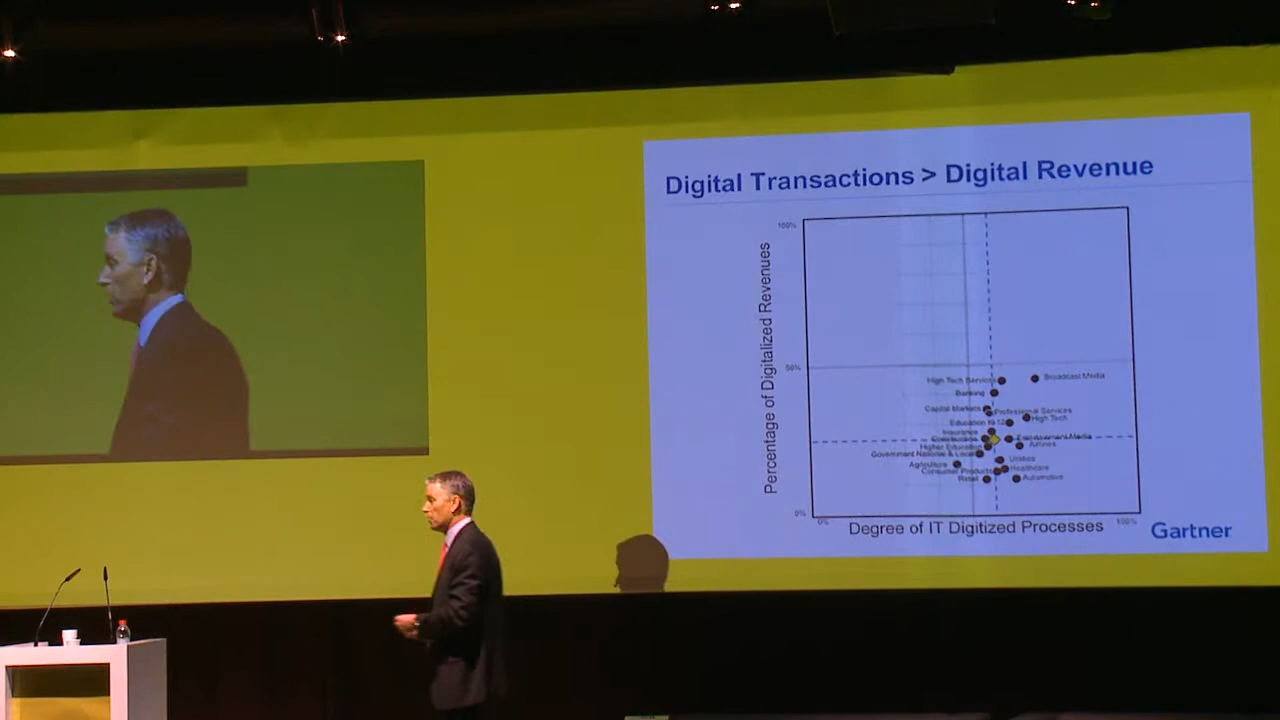 Digital Transactions > Digital Revenue
100%
Percentage of Digitalized Revenues
50%
High Tech Services
Broadcast Media
Banking
Capital Markets
Professional Services
High Tech
Education K-12
Insurance
Construction
Entertainment Media
Higher Education
Airlines
Government National & Local
Utilities
Agriculture
Healthcare
Consumer Products
Retail
Automotive
0%
0%
100%
Degree of IT Digitized Processes
Gartner